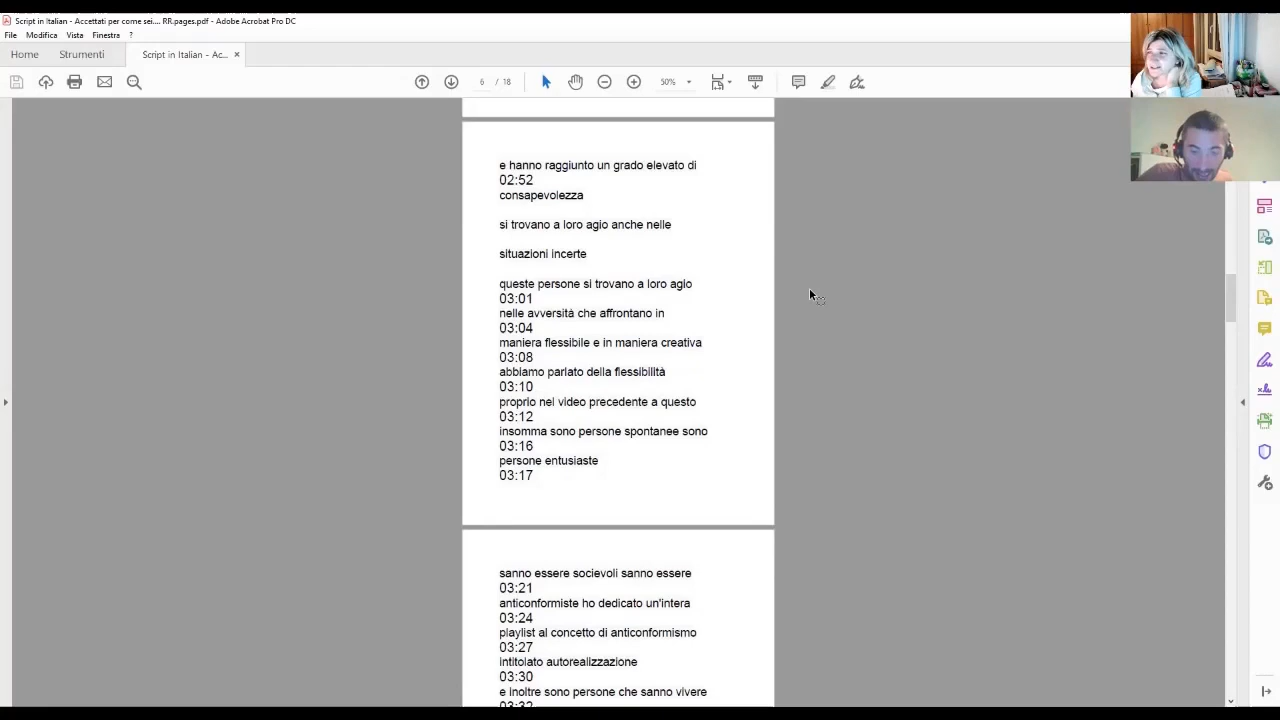 Script in Italian - Accettati per come sei.... RR.pages.pdf - Adobe Acrobat Pro DC
File Modifica Vista Finestra ?
Home Strumenti Script in Italian - Ac... ×
6 / 18 50%
e hanno raggiunto un grado elevato di
02:52
consapevolezza
si trovano a loro agio anche nelle
situazioni incerte
queste persone si trovano a loro agio
03:01
nelle avversità che affrontano in
03:04
maniera flessibile e in maniera creativa
03:08
abbiamo parlato della flessibilità
03:10
proprio nel video precedente a questo
03:12
insomma sono persone spontanee sono
03:16
persone entusiaste
03:17
sanno essere socievoli sanno essere
03:21
anticonformiste ho dedicato un'intera
03:24
playlist al concetto di anticonformismo
03:27
intitolato autorealizzazione
03:30
e inoltre sono persone che sanno vivere
03:32